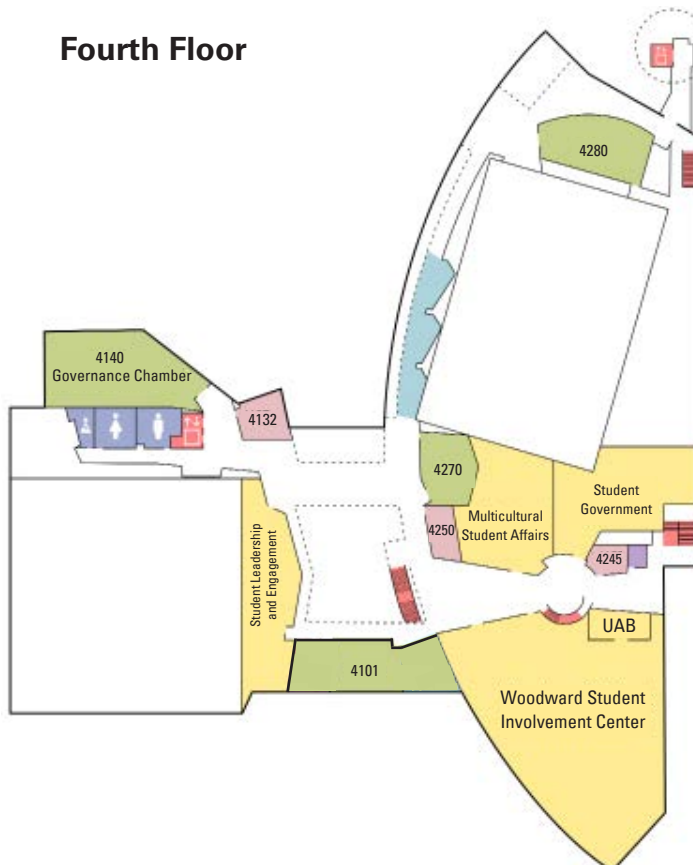 Fourth Floor
4280
4140
Governance Chamber
4132
4270
4250
Multicultural
Student Affairs
Student
Government
4245
Student Leadership
and Engagement
UAB
4101
Woodward Student
Involvement Center